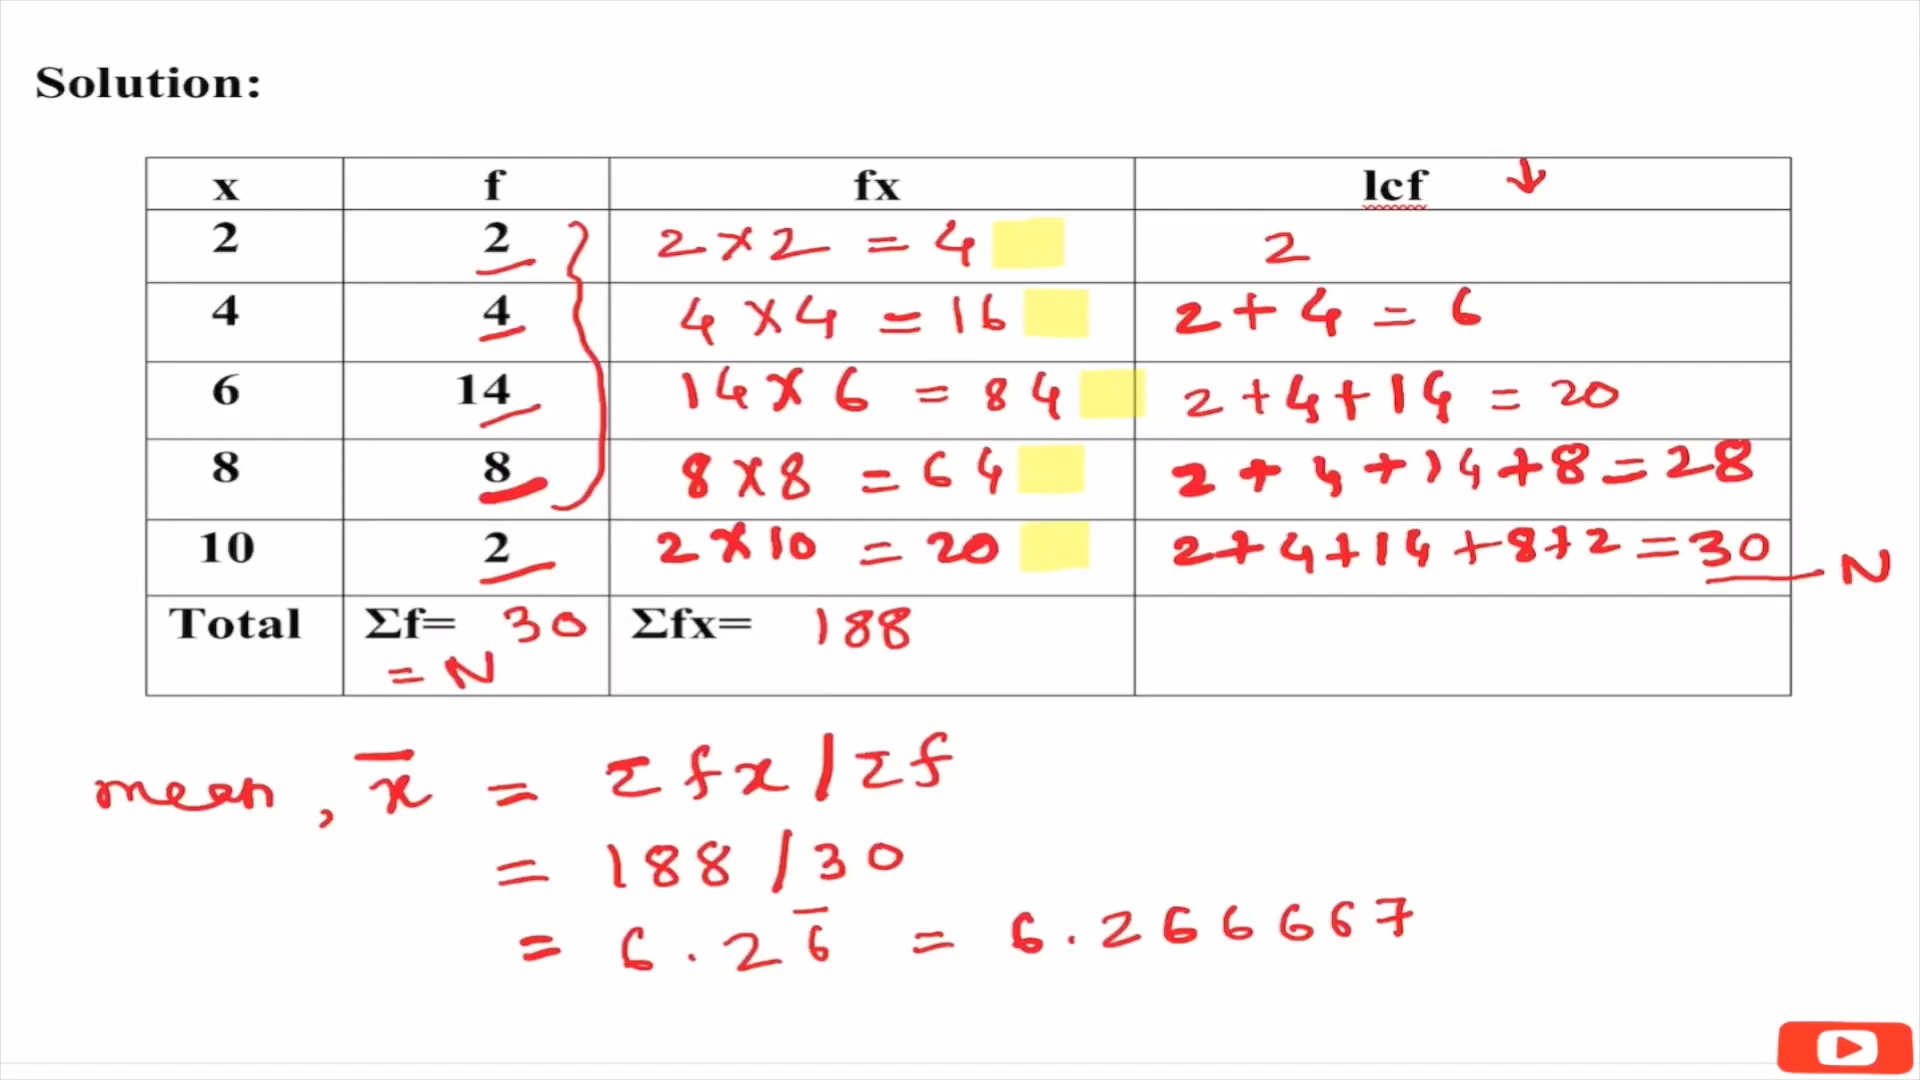 Solution:
x f fx lcf ↓
2 2 2 × 2 = 4 2
4 4 4 × 4 = 16 2 + 4 = 6
6 14 14 × 6 = 84 2 + 4 + 14 = 20
8 8 8 × 8 = 64 2 + 4 + 14 + 8 = 28
10 2 2 × 10 = 20 2 + 4 + 14 + 8 + 2 = 30 N
Total Σf= 30 Σfx= 188
= N
mean, x̄ = Σfx / Σf
= 188 / 30
= 6.26̄ = 6.266667